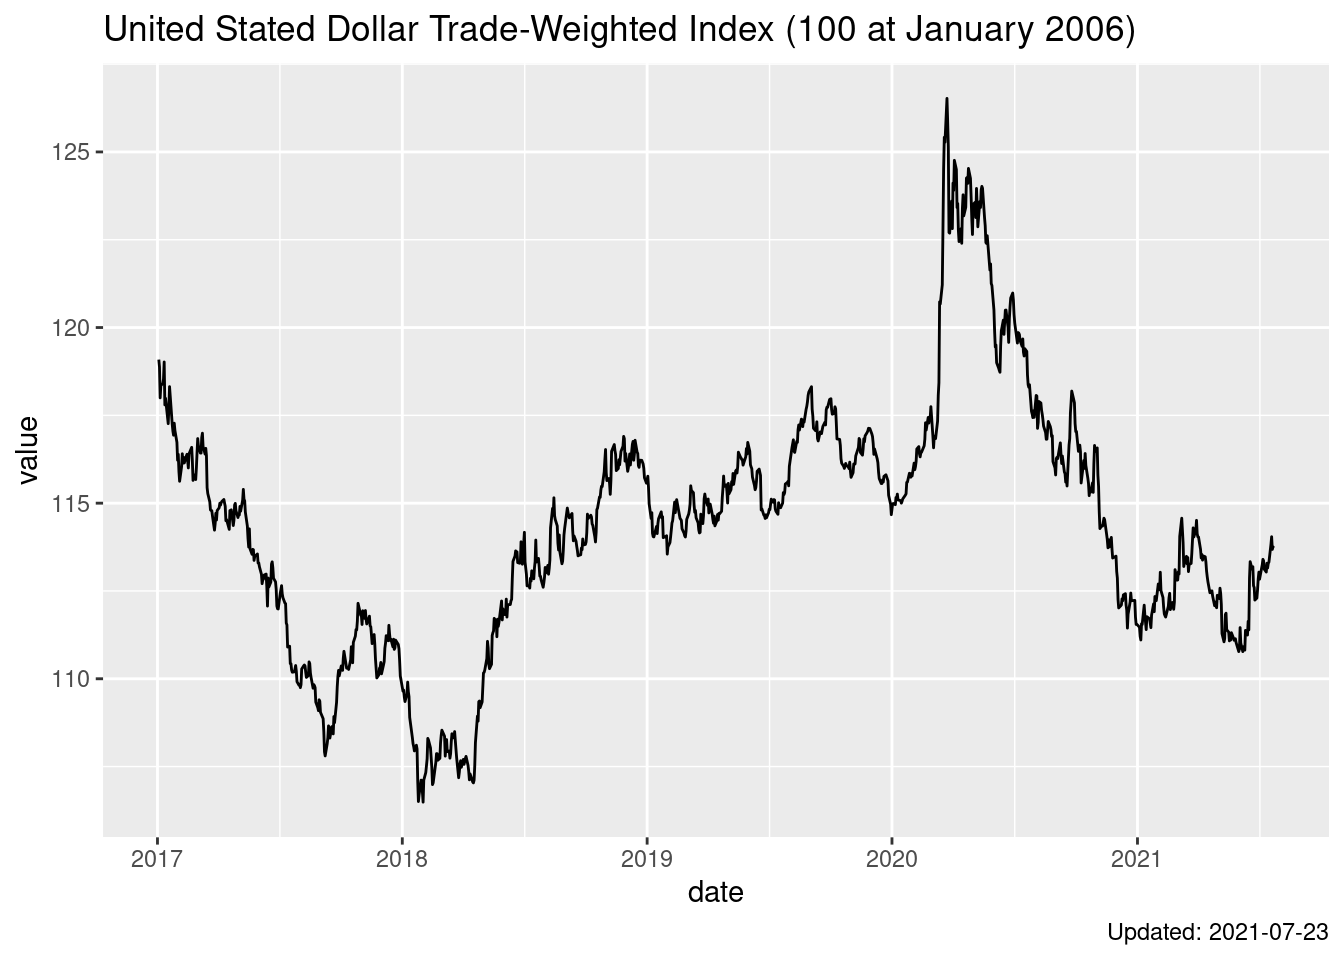 United Stated Dollar Trade-Weighted Index (100 at January 2006)
value
125
120
115
110
2017 2018 2019 2020 2021
date
Updated: 2021-07-23